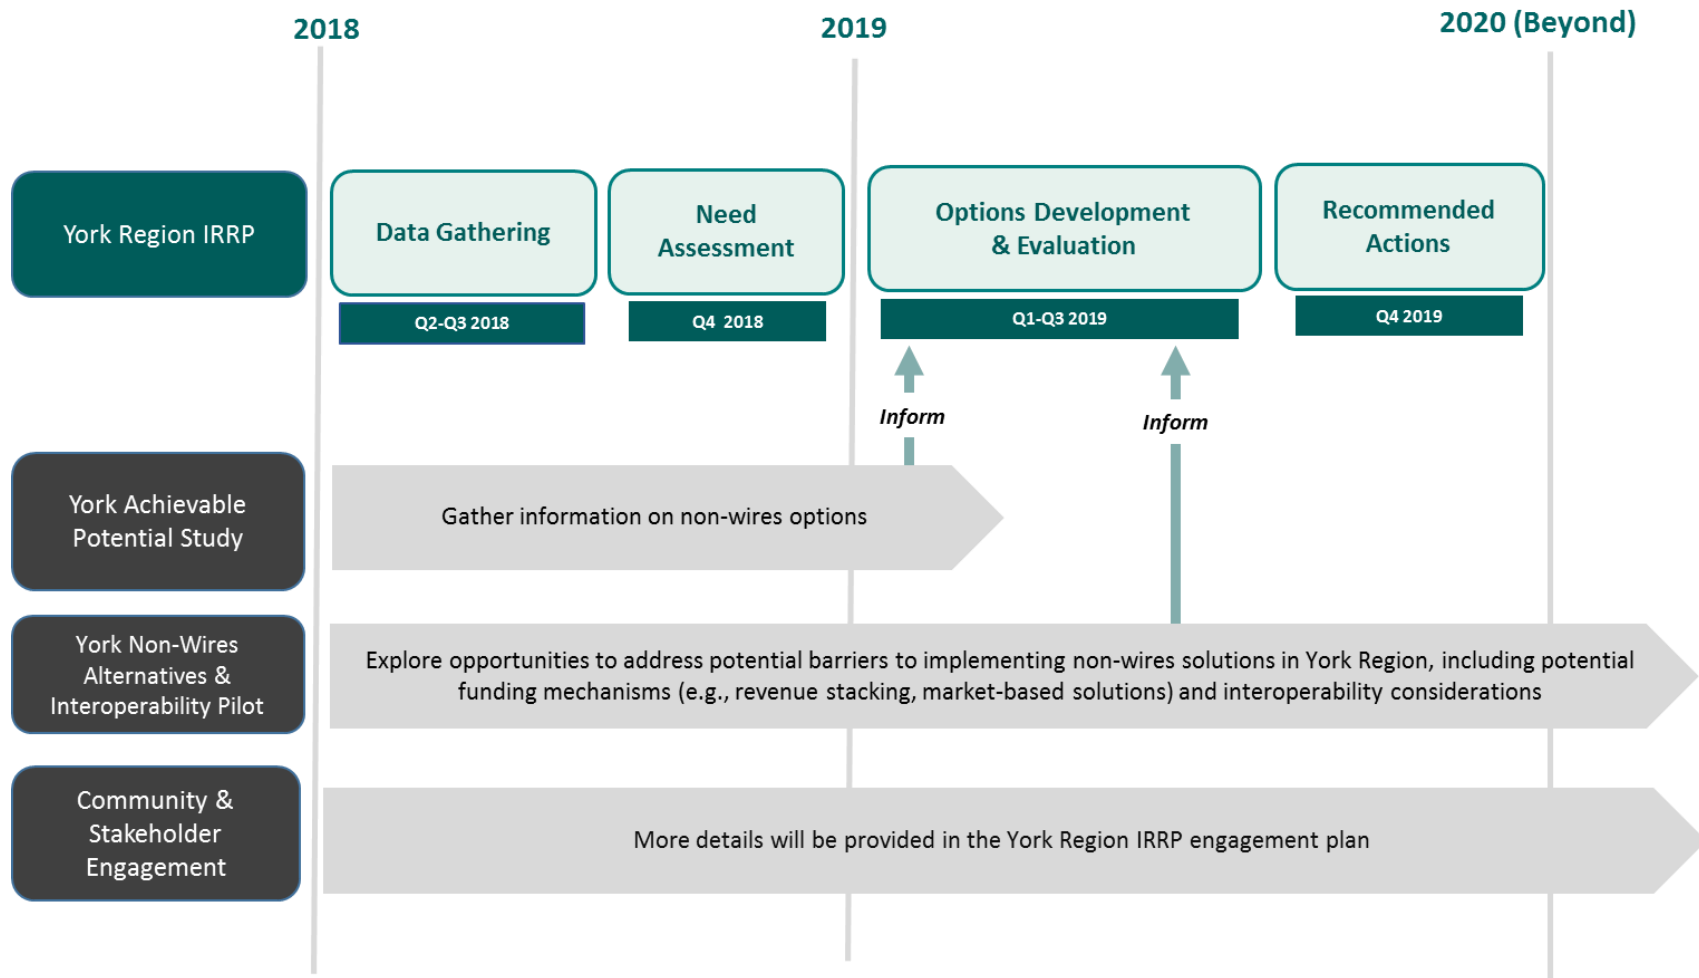 2018
2019
2020 (Beyond)
York Region IRRP
Data Gathering
Need
Assessment
Options Development
& Evaluation
Recommended
Actions
Q2-Q3 2018
Q4 2018
Q1-Q3 2019
Q4 2019
Inform
Inform
York Achievable
Potential Study
Gather information on non-wires options
York Non-Wires
Alternatives &
Interoperability Pilot
Explore opportunities to address potential barriers to implementing non-wires solutions in York Region, including potential
funding mechanisms (e.g., revenue stacking, market-based solutions) and interoperability considerations
Community &
Stakeholder
Engagement
More details will be provided in the York Region IRRP engagement plan